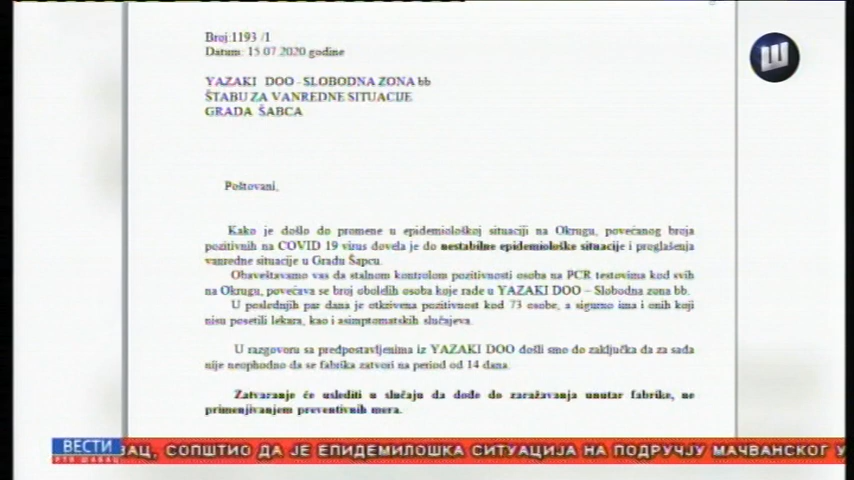 Broj:1193 /1
Datum: 15.07.2020 godine
YAZAKI DOO - SLOBODNA ZONA bb
ŠTABU ZA VANREDNE SITUACIJE
GRADA ŠABCA
Poštovani,
Kako je došlo do promene u epidemiološkoj situaciji na Okrugu, povećanog broja
pozitivnih na COVID 19 virus dovela je do nestabilne epidemiološke situacije i proglašenja
vanredne situacije u Gradu Šapcu.
Obaveštavamo vas da stalnom kontrolom pozitivnosti osoba na PCR testovima kod svih
na Okrugu, povećava se broj obolelih osoba koje rade u YAZAKI DOO – Slobodna zona bb.
U poslednjih par dana je otkrivena pozitivnost kod 73 osobe, a sigurno ima i onih koji
nisu posetili lekara, kao i asimptomatskih slučajeva.
U razgovoru sa predpostavljenima iz YAZAKI DOO došli smo do zaključka da za sada
nije neophodno da se fabrika zatvori na period od 14 dana.
Zatvaranje će uslediti u slučaju da dođe do zaražavanja unutar fabrike, ne
primenjivanjem preventivnih mera.
Ш
ВЕСТИ
РТВ ШАБАЦ
ВАЦ, СОПШТИО ДА ЈЕ ЕПИДЕМИЛОШКА СИТУАЦИЈА НА ПОДРУЧЈУ МАЧВАНСКОГ У